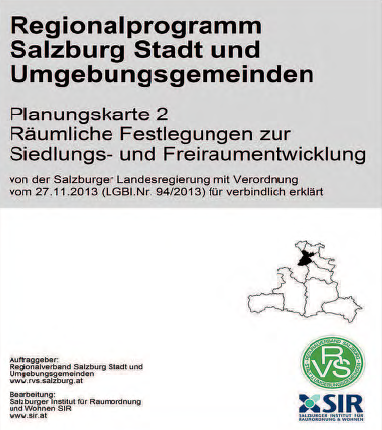 Regionalprogramm
Salzburg Stadt und
Umgebungsgemeinden
Planungskarte 2
Räumliche Festlegungen zur
Siedlungs- und Freiraumentwicklung
von der Salzburger Landesregierung mit Verordnung
vom 27.11.2013 (LGBl.Nr. 94/2013) für verbindlich erklärt
Auftraggeber:
Regionalverband Salzburg Stadt und
Umgebungsgemeinden
www.rvs.salzburg.at
Bearbeitung:
Salzburger Institut für Raumordnung
und Wohnen SIR
www.sir.at
RVS
SIR
SALZBURGER INSTITUT FÜR
RAUMORDNUNG & WOHNEN